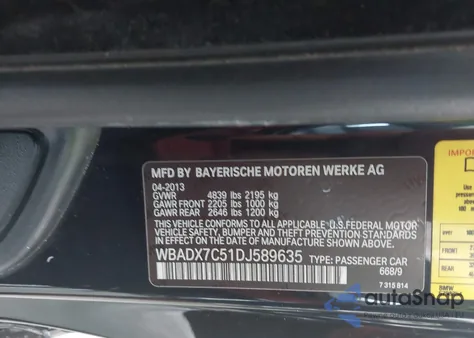 MFD BY BAYERISCHE MOTOREN WERKE AG
04-2013
GVWR 4839 lbs 2195 kg
GAWR FRONT 2205 lbs 1000 kg
GAWR REAR 2646 lbs 1200 kg
THIS VEHICLE CONFORMS TO ALL APPLICABLE U.S. FEDERAL MOTOR
VEHICLE SAFETY, BUMPER AND THEFT PREVENTION STANDARDS
IN EFFECT ON THE DATE OF MANUFACTURE SHOWN ABOVE.
WBADX7C51DJ589635 TYPE: PASSENGER CAR
668/9
7 315 814
BMW
autoSnap